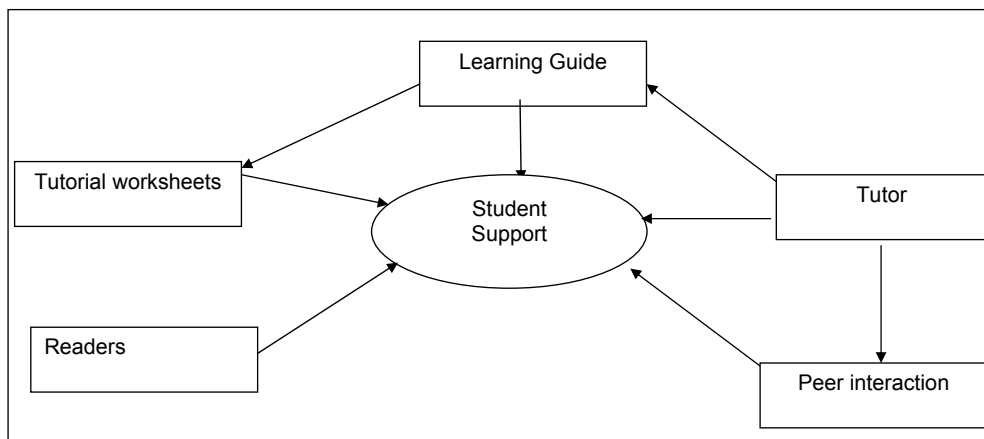 Learning Guide
Tutorial worksheets
Student
Support
Tutor
Readers
Peer interaction